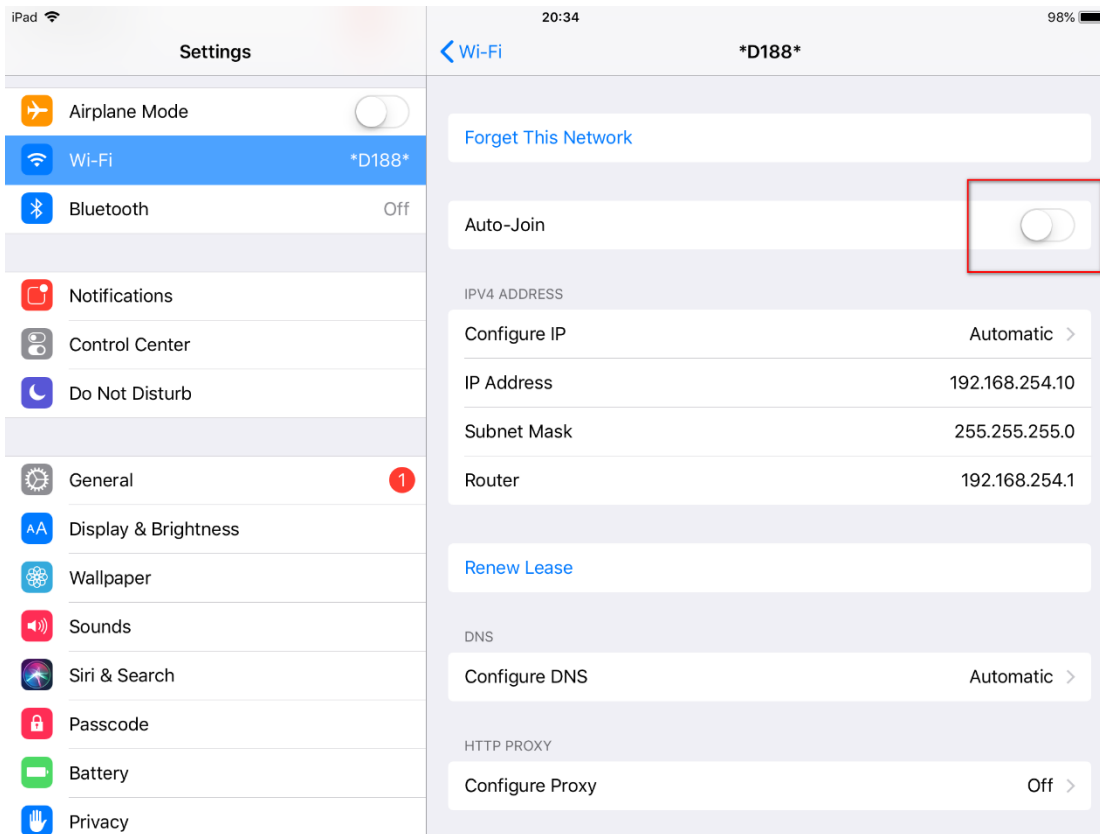 iPad 20:34 98%
Settings
Airplane Mode
Wi-Fi *D188*
Bluetooth Off
Notifications
Control Center
Do Not Disturb
General 1
AA Display & Brightness
Wallpaper
Sounds
Siri & Search
Passcode
Battery
Privacy
Wi-Fi *D188*
Forget This Network
Auto-Join
IPV4 ADDRESS
Configure IP Automatic
IP Address 192.168.254.10
Subnet Mask 255.255.255.0
Router 192.168.254.1
Renew Lease
DNS
Configure DNS Automatic
HTTP PROXY
Configure Proxy Off